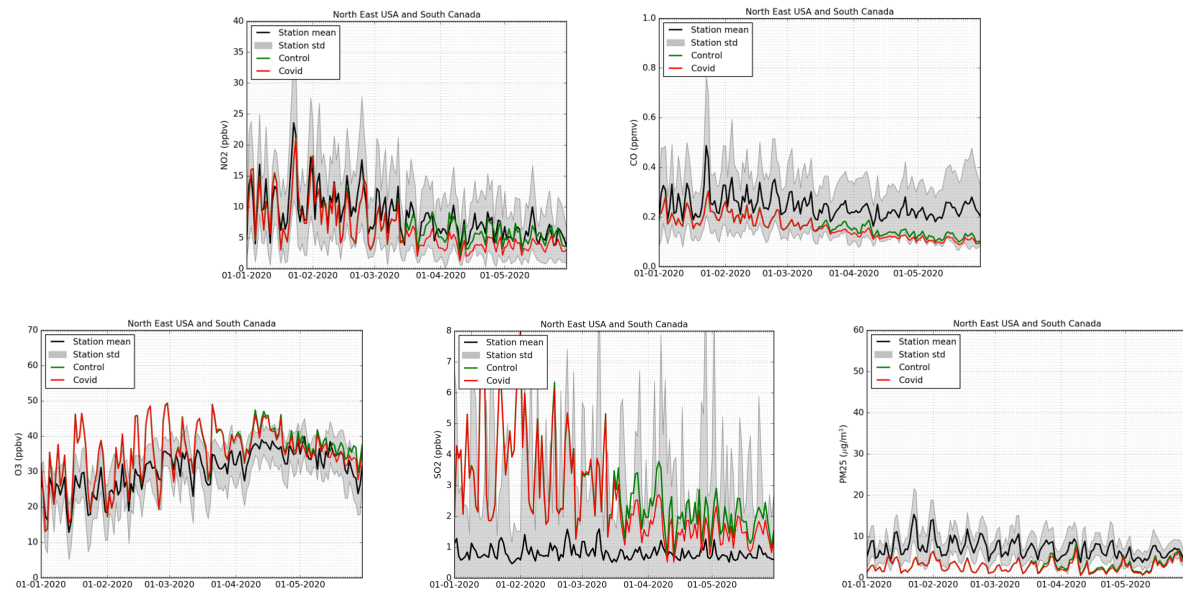 North East USA and South Canada
NO2 (ppbv)
40
35
30
25
20
15
10
5
0
Station mean
Station std
Control
Covid
01-01-2020 01-02-2020 01-03-2020 01-04-2020 01-05-2020
North East USA and South Canada
CO (ppmv)
1.0
0.8
0.6
0.4
0.2
0.0
Station mean
Station std
Control
Covid
01-01-2020 01-02-2020 01-03-2020 01-04-2020 01-05-2020
North East USA and South Canada
O3 (ppbv)
70
60
50
40
30
20
10
0
Station mean
Station std
Control
Covid
01-01-2020 01-02-2020 01-03-2020 01-04-2020 01-05-2020
North East USA and South Canada
SO2 (ppbv)
8
7
6
5
4
3
2
1
0
Station mean
Station std
Control
Covid
01-01-2020 01-02-2020 01-03-2020 01-04-2020 01-05-2020
North East USA and South Canada
PM25 (μg/m³)
60
50
40
30
20
10
0
Station mean
Station std
Control
Covid
01-01-2020 01-02-2020 01-03-2020 01-04-2020 01-05-2020